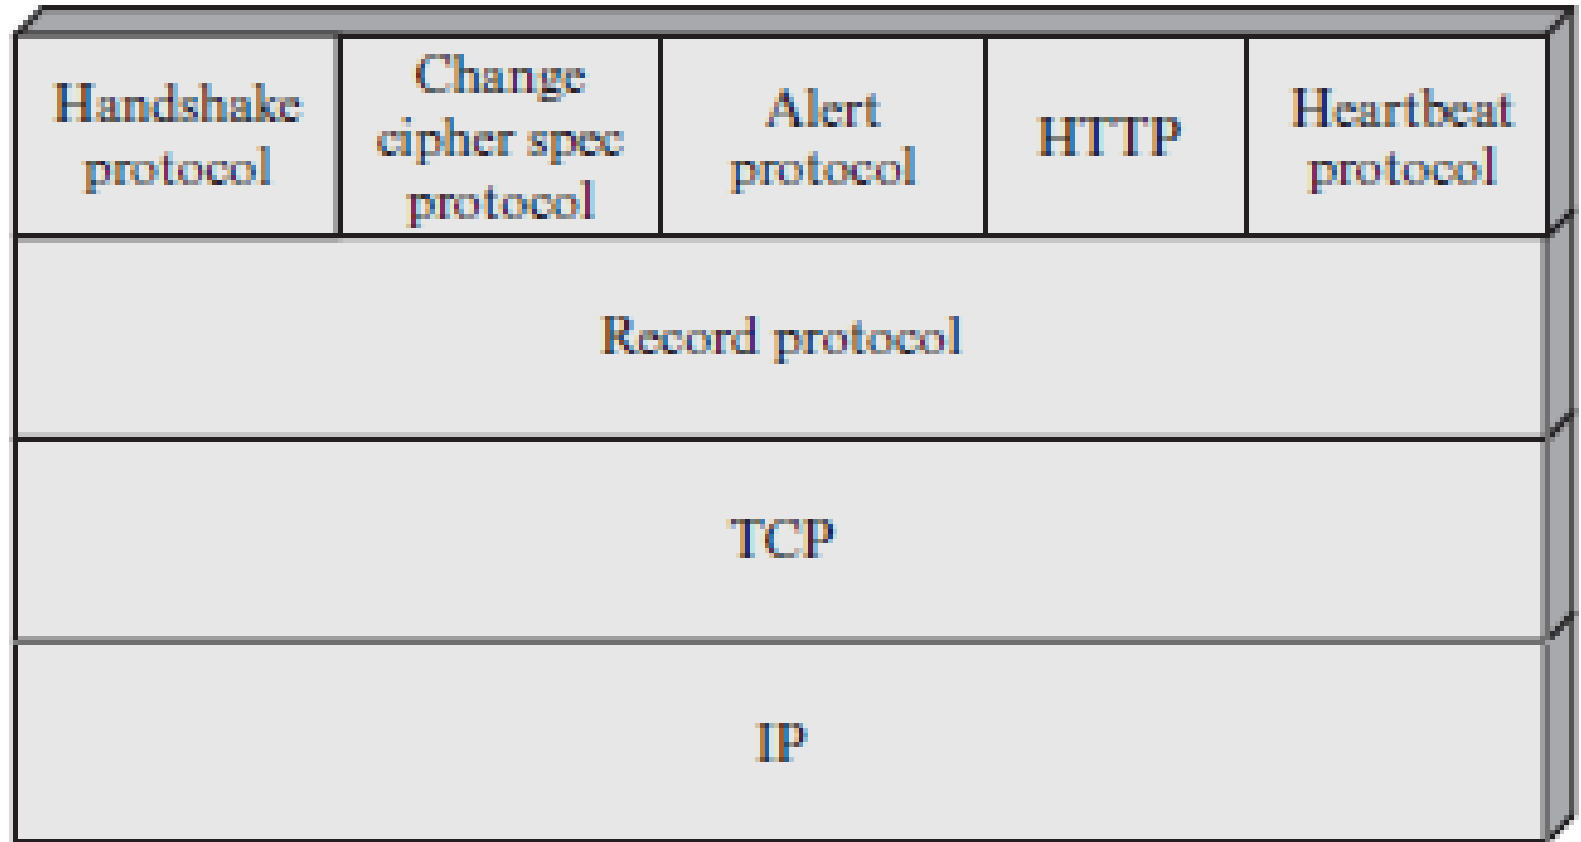 Handshake
protocol
Change
cipher spec
protocol
Alert
protocol
HTTP
Heartbeat
protocol
Record protocol
TCP
IP